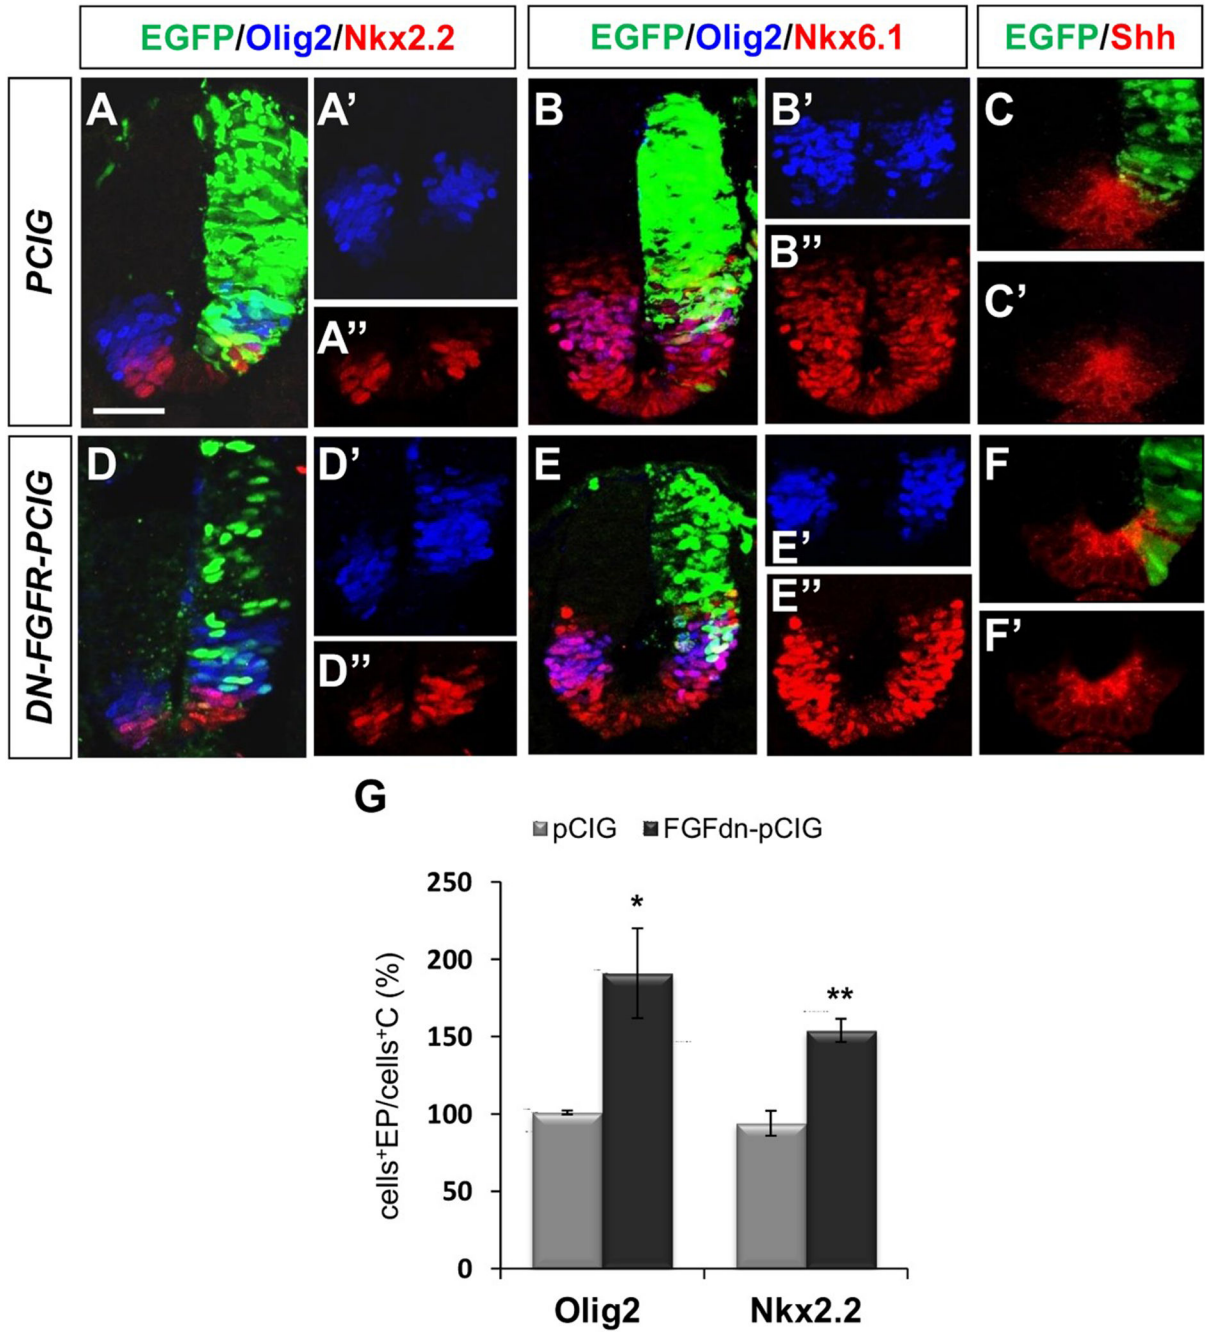 EGFP/Olig2/Nkx2.2
EGFP/Olig2/Nkx6.1
EGFP/Shh
PCIG
A
A’
A’’
B
B’
B’’
C
C’
DN-FGFR-PCIG
D
D’
D’’
E
E’
E’’
F
F’
G
pCIG
FGFdn-pCIG
cells⁺EP/cells⁺C (%)
250
200
150
100
50
0
*
**
Olig2
Nkx2.2